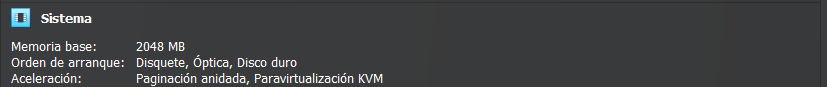 Sistema
Memoria base: 2048 MB
Orden de arranque: Disquete, Óptica, Disco duro
Aceleración: Paginación anidada, Paravirtualización KVM